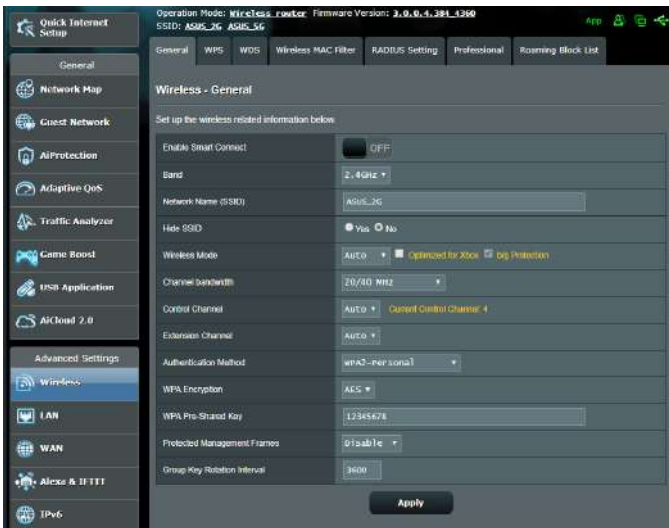 Quick Internet
Setup
General
Network Map
Guest Network
AiProtection
Adaptive QoS
Traffic Analyzer
Game Boost
USB Application
AiCloud 2.0
Advanced Settings
Wireless
LAN
WAN
Alexa & IFTTT
IPv6
Operation Mode: Wireless router Firmware Version: 3.0.0.4.384_4360
SSID: ASUS_2G ASUS_5G
App
General WPS WDS Wireless MAC Filter RADIUS Setting Professional Roaming Block List
Wireless - General
Set up the wireless related information below.
Enable Smart Connect OFF
Band 2.4GHz
Network Name (SSID) ASUS_2G
Hide SSID Yes No
Wireless Mode Auto Optimized for Xbox b/g Protection
Channel bandwidth 20/40 MHz
Control Channel Auto Current Control Channel: 4
Extension Channel Auto
Authentication Method WPA2-Personal
WPA Encryption AES
WPA Pre-Shared Key 12345678
Protected Management Frames Disable
Group Key Rotation Interval 3600
Apply